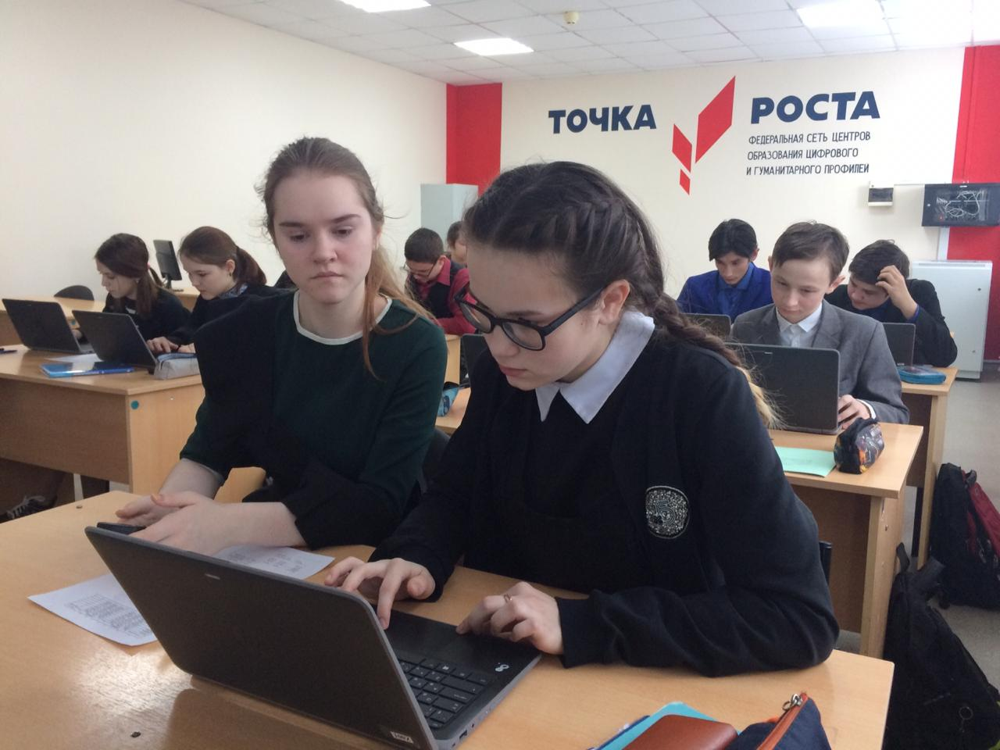 ТОЧКА РОСТА
ФЕДЕРАЛЬНАЯ СЕТЬ ЦЕНТРОВ
ОБРАЗОВАНИЯ ЦИФРОВОГО
И ГУМАНИТАРНОГО ПРОФИЛЕЙ